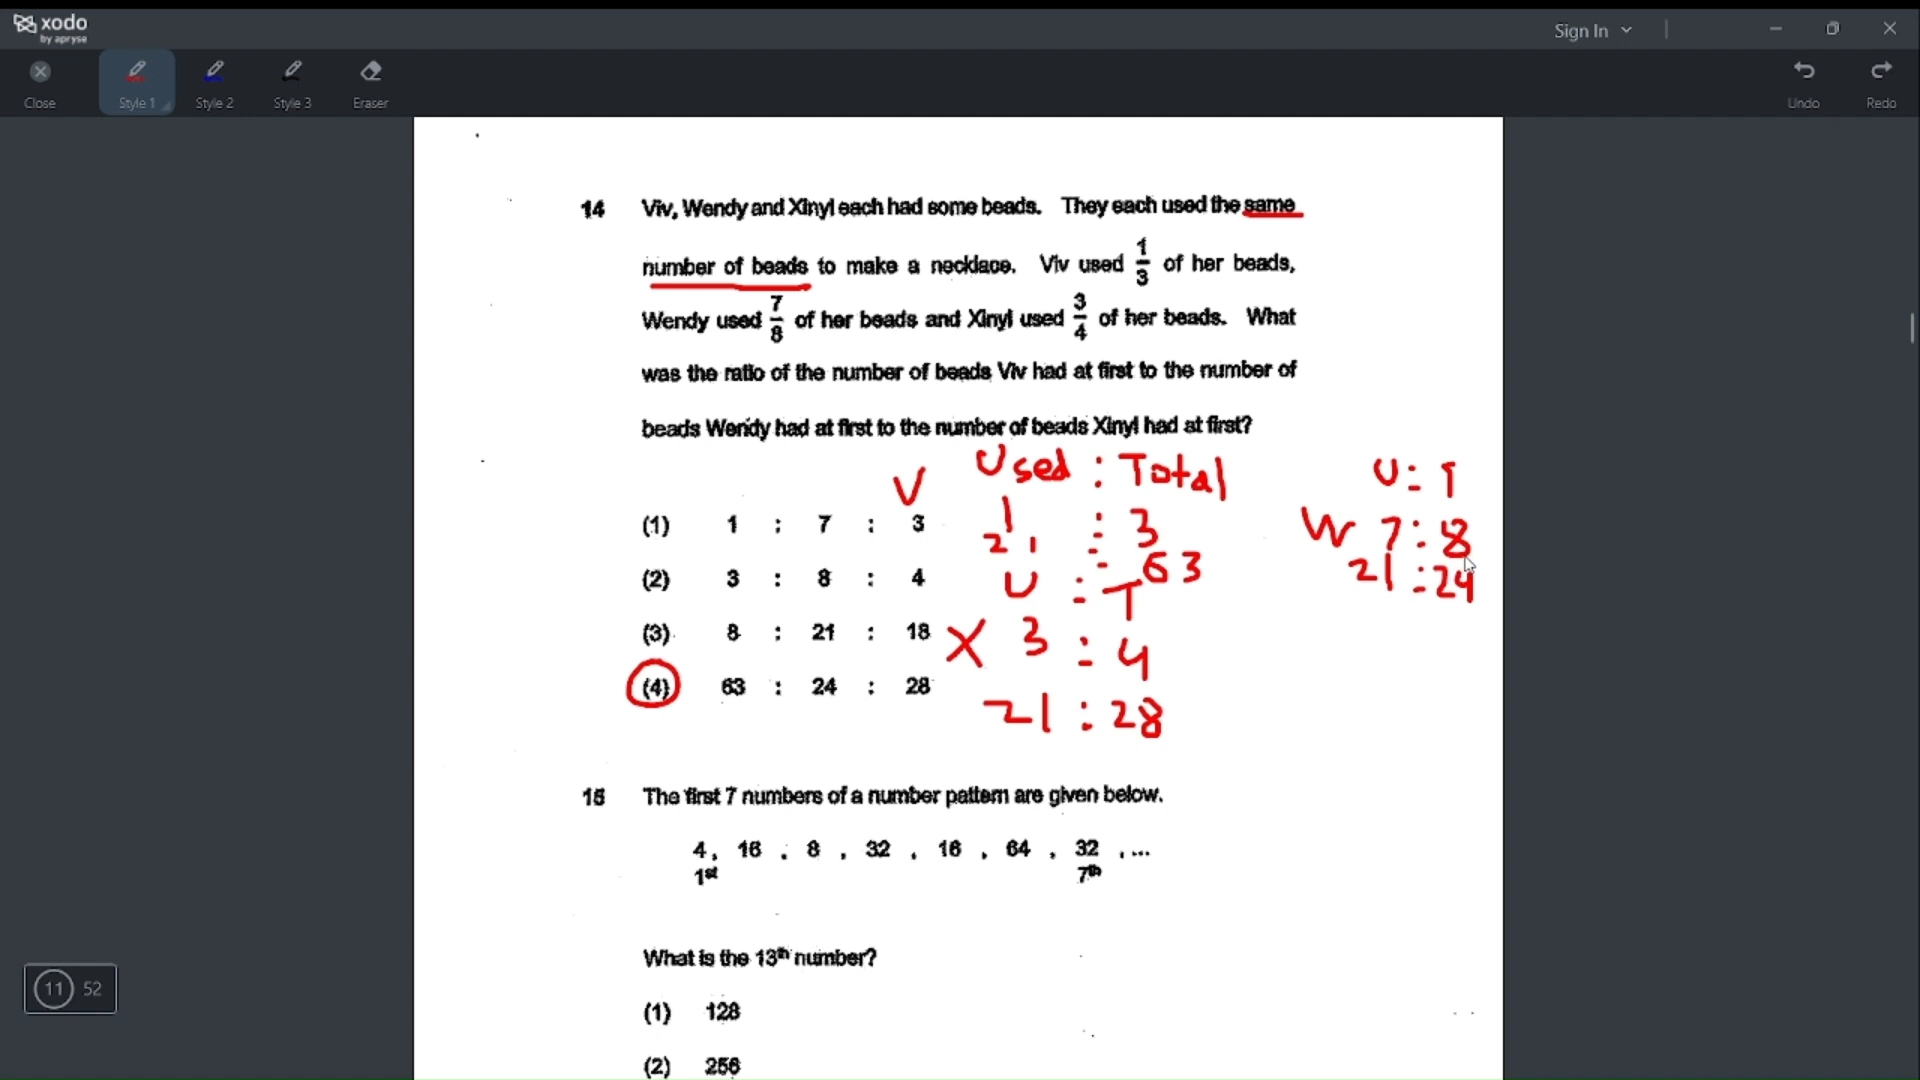 xodo
by apryse
Sign In
Close
Style 1
Style 2
Style 3
Eraser
Undo
Redo
14 Viv, Wendy and Xinyi each had some beads. They each used the same
number of beads to make a necklace. Viv used 1/3 of her beads,
Wendy used 7/8 of her beads and Xinyi used 3/4 of her beads. What
was the ratio of the number of beads Viv had at first to the number of
beads Wendy had at first to the number of beads Xinyi had at first?
V Used : Total
1 : 3
21 : 63
U : T
X 3 : 4
21 : 28
U : T
W 7 : 8
21 : 24
(1) 1 : 7 : 3
(2) 3 : 8 : 4
(3) 8 : 21 : 18
(4) 63 : 24 : 28
15 The first 7 numbers of a number pattern are given below.
4, 16, 8, 32, 16, 64, 32, ...
1st 7th
What is the 13th number?
(1) 128
(2) 256
11 52